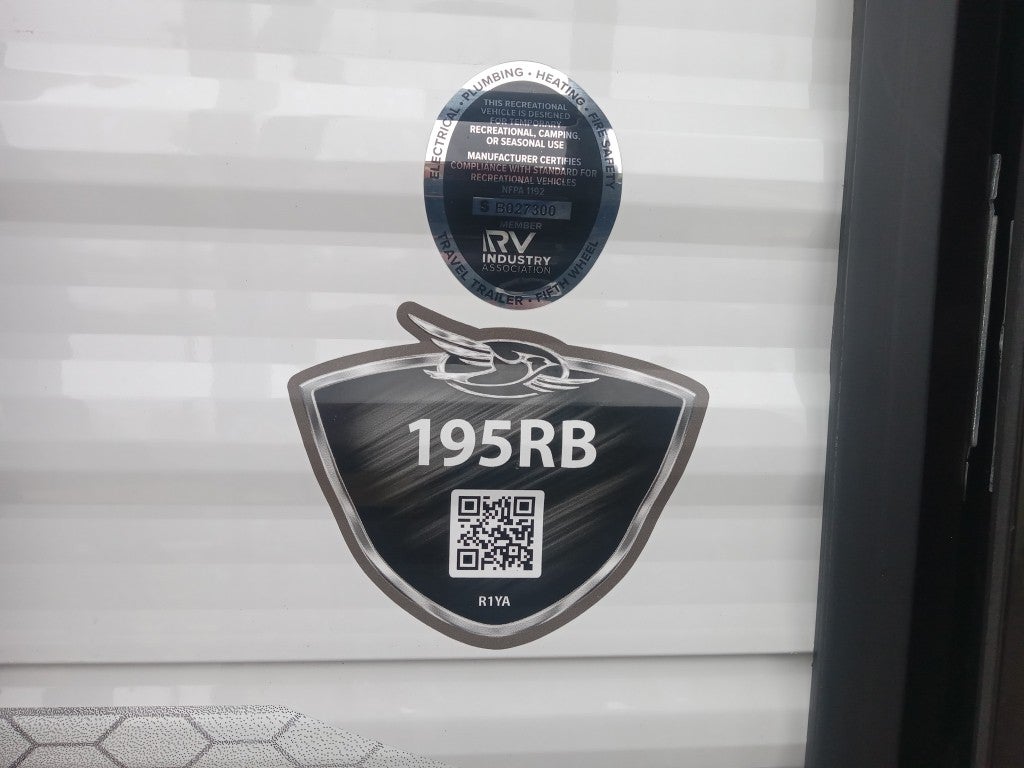 ELECTRICAL • PLUMBING • HEATING • FIRE SAFETY
THIS RECREATIONAL
VEHICLE IS DESIGNED
FOR TEMPORARY
RECREATIONAL, CAMPING,
OR SEASONAL USE
MANUFACTURER CERTIFIES
COMPLIANCE WITH STANDARD FOR
RECREATIONAL VEHICLES
NFPA 1192
S B027300
MEMBER
RV
INDUSTRY
ASSOCIATION
TRAVEL TRAILER • FIFTH WHEEL
195RB
R1YA